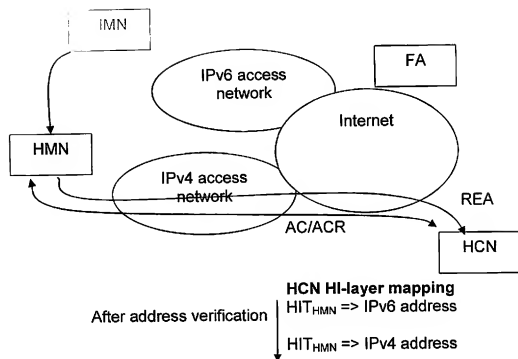 IMN
IPv6 access
network
FA
Internet
HMN
IPv4 access
network
REA
AC/ACR
HCN
HCN HI-layer mapping
After address verification
HIT_HMN => IPv6 address
HIT_HMN => IPv4 address